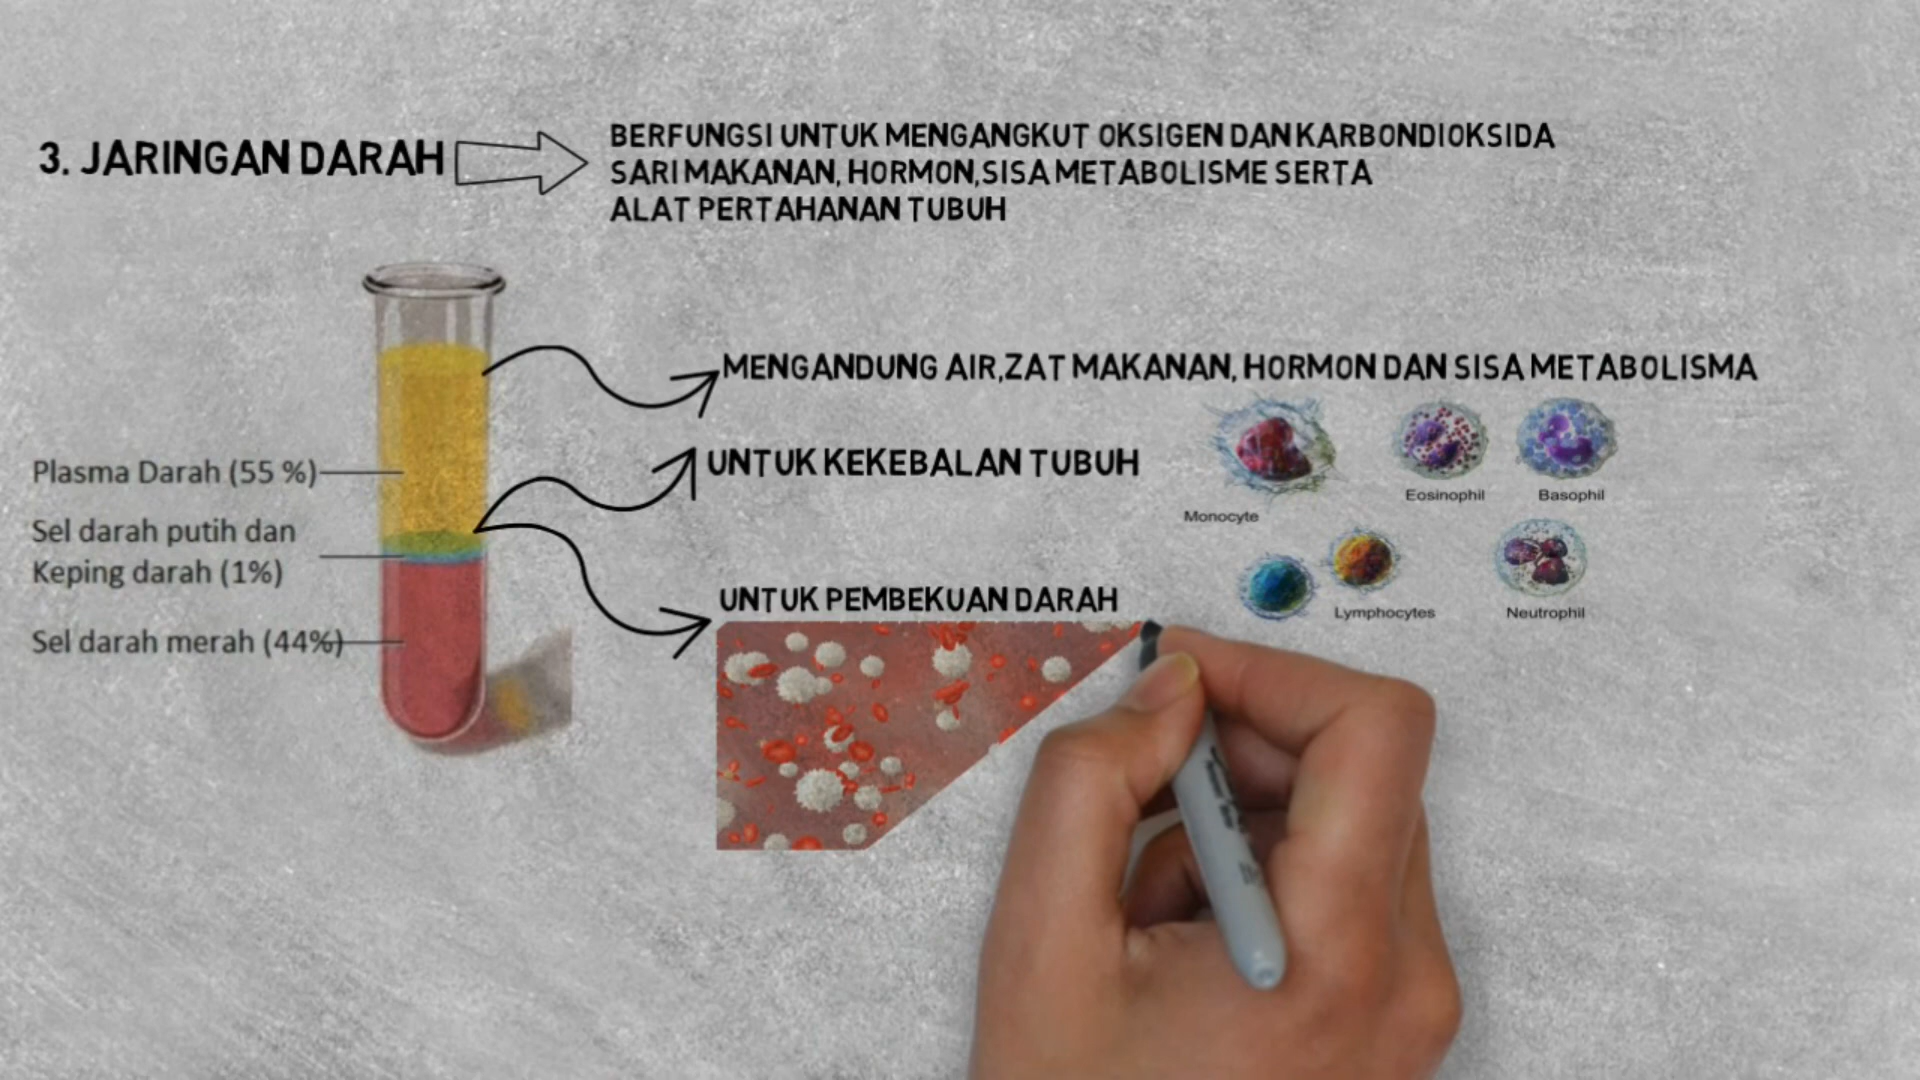 3. JARINGAN DARAH
BERFUNGSI UNTUK MENGANGKUT OKSIGEN DAN KARBONDIOKSIDA
SARI MAKANAN, HORMON,SISA METABOLISME SERTA
ALAT PERTAHANAN TUBUH
MENGANDUNG AIR,ZAT MAKANAN, HORMON DAN SISA METABOLISMA
Plasma Darah (55 %)
UNTUK KEKEBALAN TUBUH
Monocyte
Eosinophil
Basophil
Sel darah putih dan
Keping darah (1%)
UNTUK PEMBEKUAN DARAH
Lymphocytes
Neutrophil
Sel darah merah (44%)